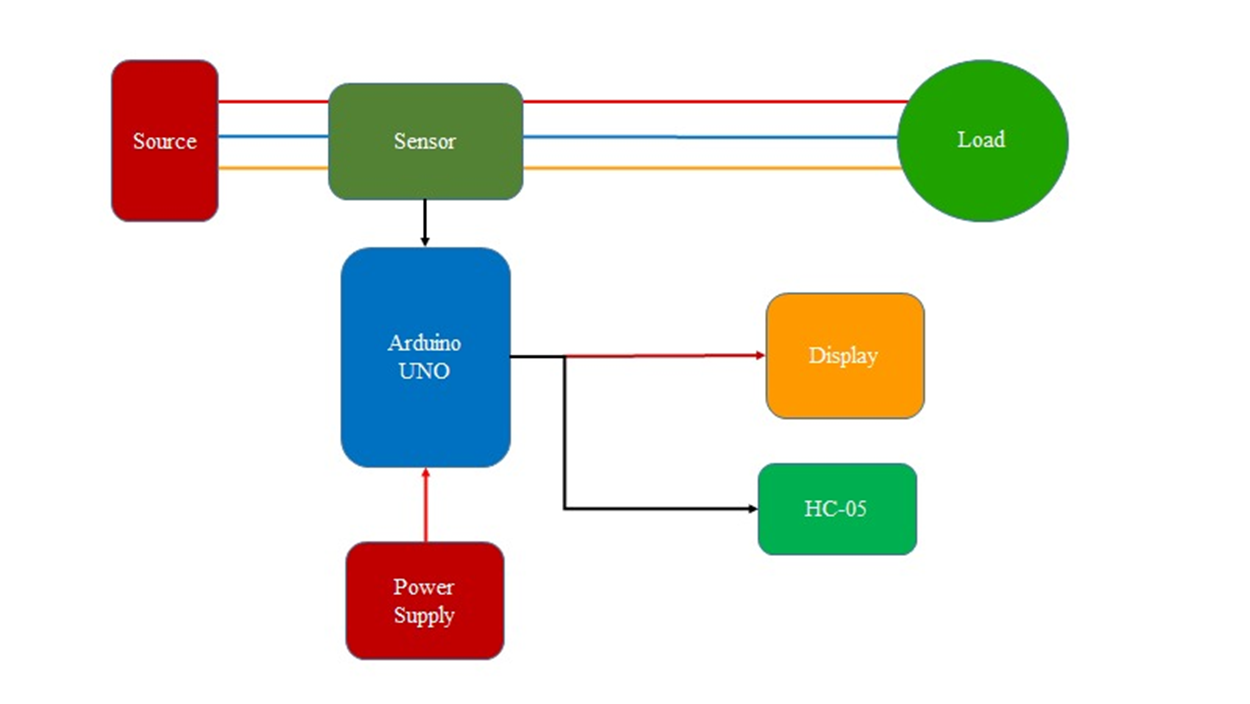 Source
Sensor
Load
Arduino
UNO
Display
HC-05
Power
Supply